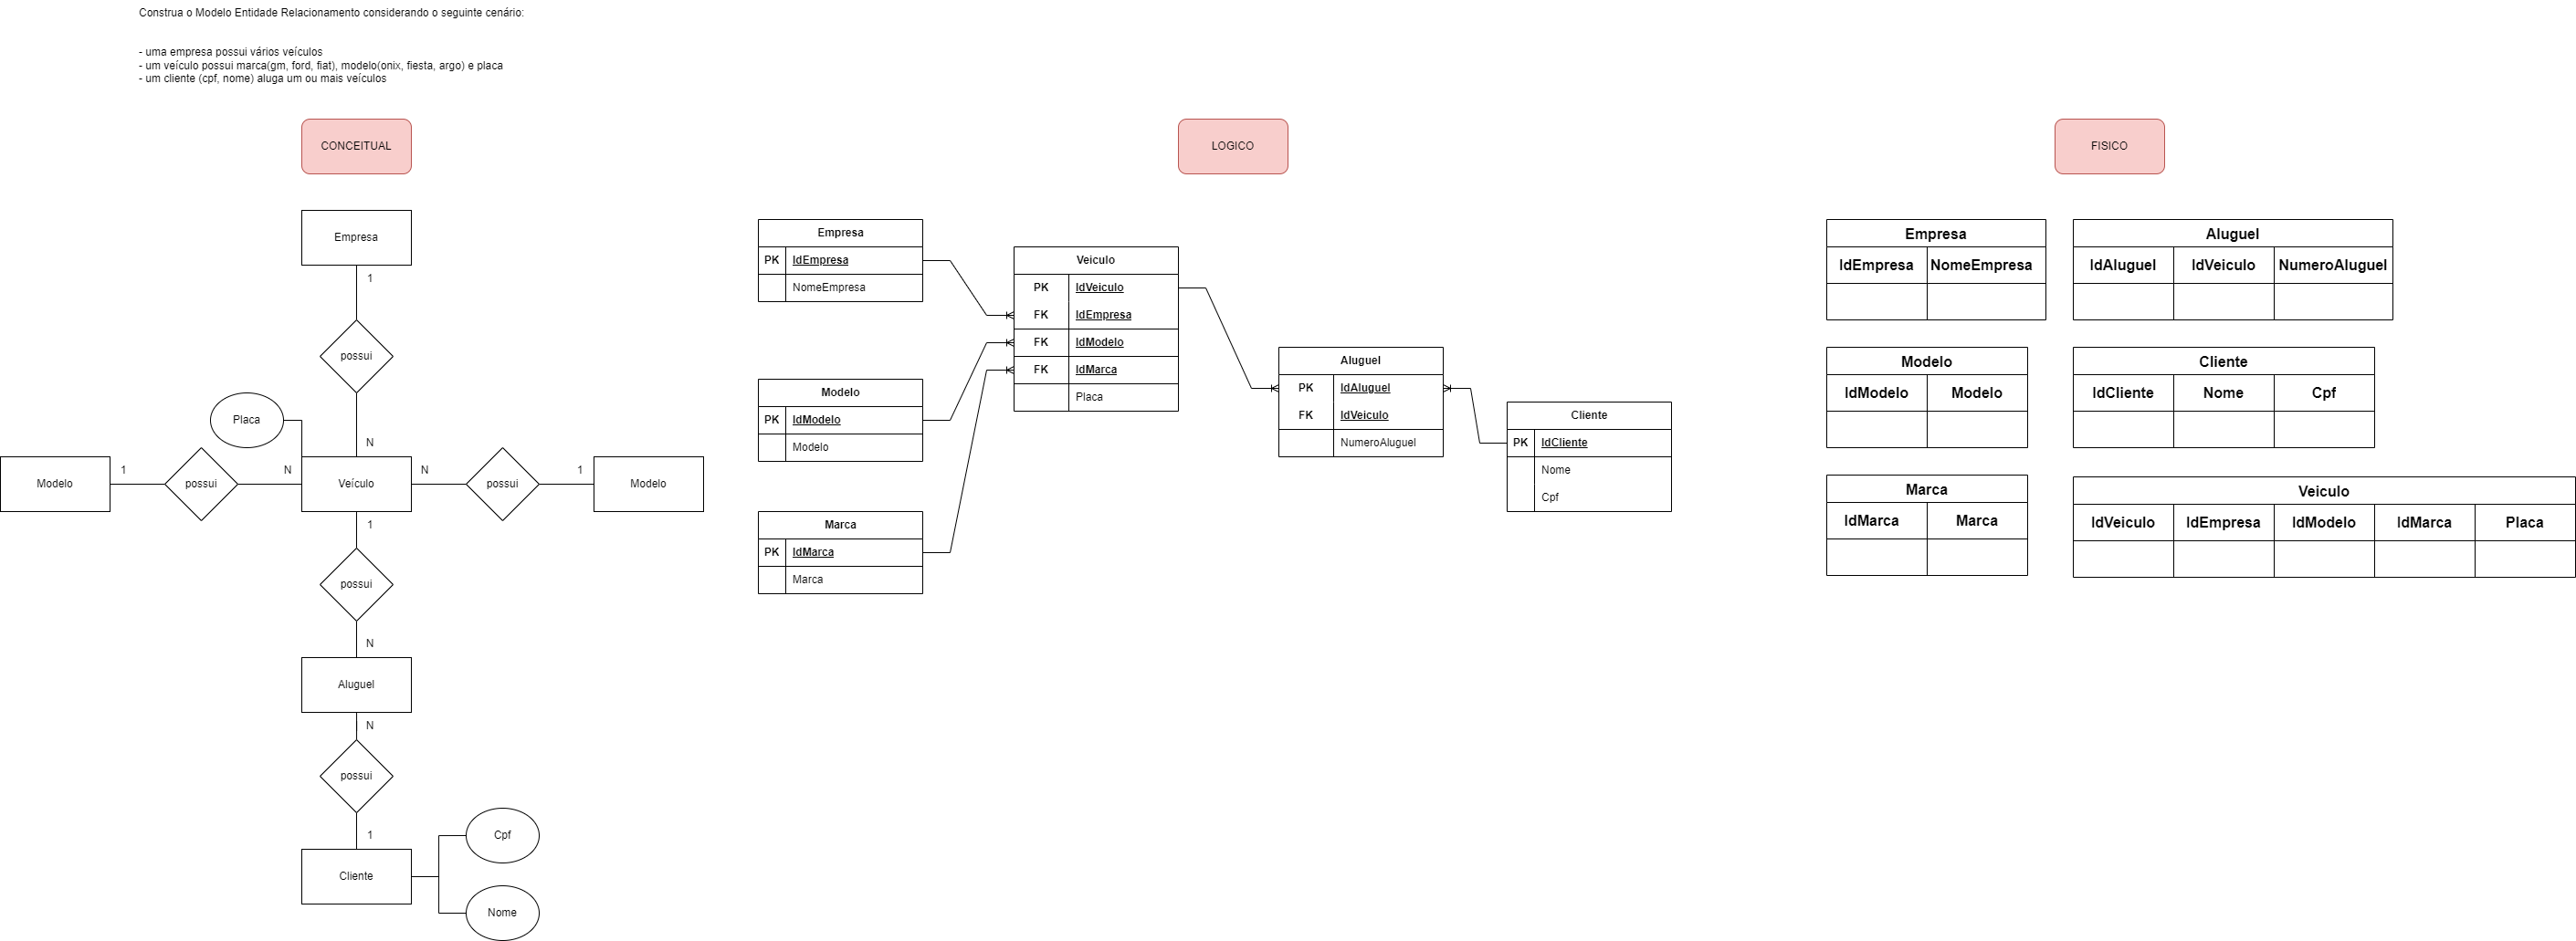 Construa o Modelo Entidade Relacionamento considerando o seguinte cenário:
- uma empresa possui vários veículos
- um veículo possui marca(gm, ford, fiat), modelo(onix, fiesta, argo) e placa
- um cliente (cpf, nome) aluga um ou mais veículos
CONCEITUAL
Empresa
1
possui
Placa
N
Modelo
1
possui
N
Veículo
N
possui
1
Modelo
1
possui
N
Aluguel
N
possui
1
Cliente
Cpf
Nome
LOGICO
Empresa
PK IdEmpresa
NomeEmpresa
Modelo
PK IdModelo
Modelo
Marca
PK IdMarca
Marca
Veiculo
PK IdVeiculo
FK IdEmpresa
FK IdModelo
FK IdMarca
Placa
Aluguel
PK IdAluguel
FK IdVeiculo
NumeroAluguel
Cliente
PK IdCliente
Nome
Cpf
FISICO
Empresa
IdEmpresa NomeEmpresa
Aluguel
IdAluguel IdVeiculo NumeroAluguel
Modelo
IdModelo Modelo
Cliente
IdCliente Nome Cpf
Marca
IdMarca Marca
Veiculo
IdVeiculo IdEmpresa IdModelo IdMarca Placa